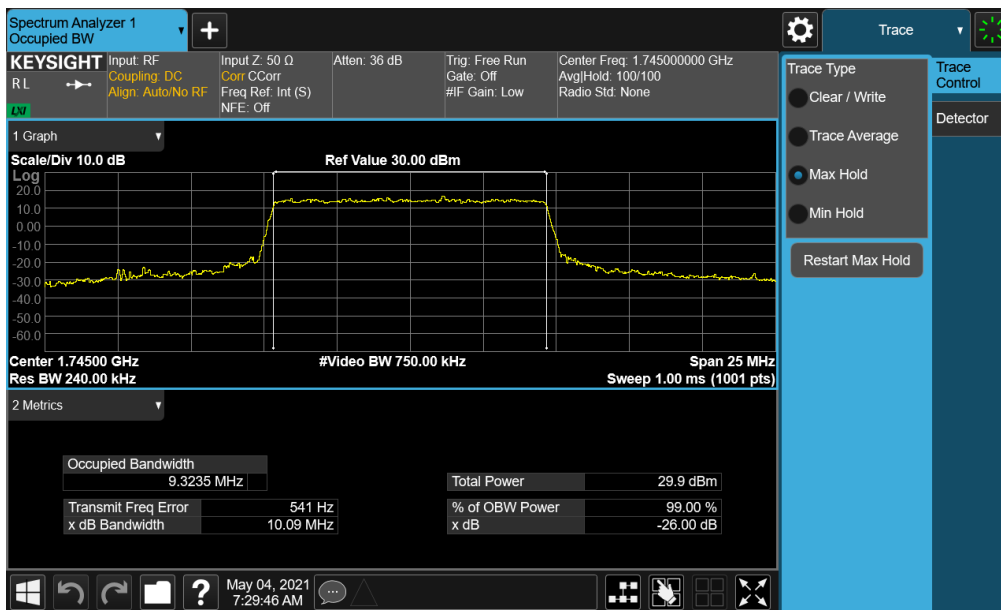 Spectrum Analyzer 1
Occupied BW
Trace
KEYSIGHT
R L
LXI
Input: RF
Coupling: DC
Align: Auto/No RF
Input Z: 50 Ω
Corr CCorr
Freq Ref: Int (S)
NFE: Off
Atten: 36 dB
Trig: Free Run
Gate: Off
#IF Gain: Low
Center Freq: 1.745000000 GHz
Avg|Hold: 100/100
Radio Std: None
Trace Type
Clear / Write
Trace Average
Max Hold
Min Hold
Restart Max Hold
Trace
Control
Detector
1 Graph
Scale/Div 10.0 dB
Ref Value 30.00 dBm
Log
20.0
10.0
0.00
-10.0
-20.0
-30.0
-40.0
-50.0
-60.0
Center 1.74500 GHz
#Video BW 750.00 kHz
Span 25 MHz
Res BW 240.00 kHz
Sweep 1.00 ms (1001 pts)
2 Metrics
Occupied Bandwidth
9.3235 MHz
Total Power 29.9 dBm
Transmit Freq Error 541 Hz
% of OBW Power 99.00 %
x dB Bandwidth 10.09 MHz
x dB -26.00 dB
?
May 04, 2021
7:29:46 AM